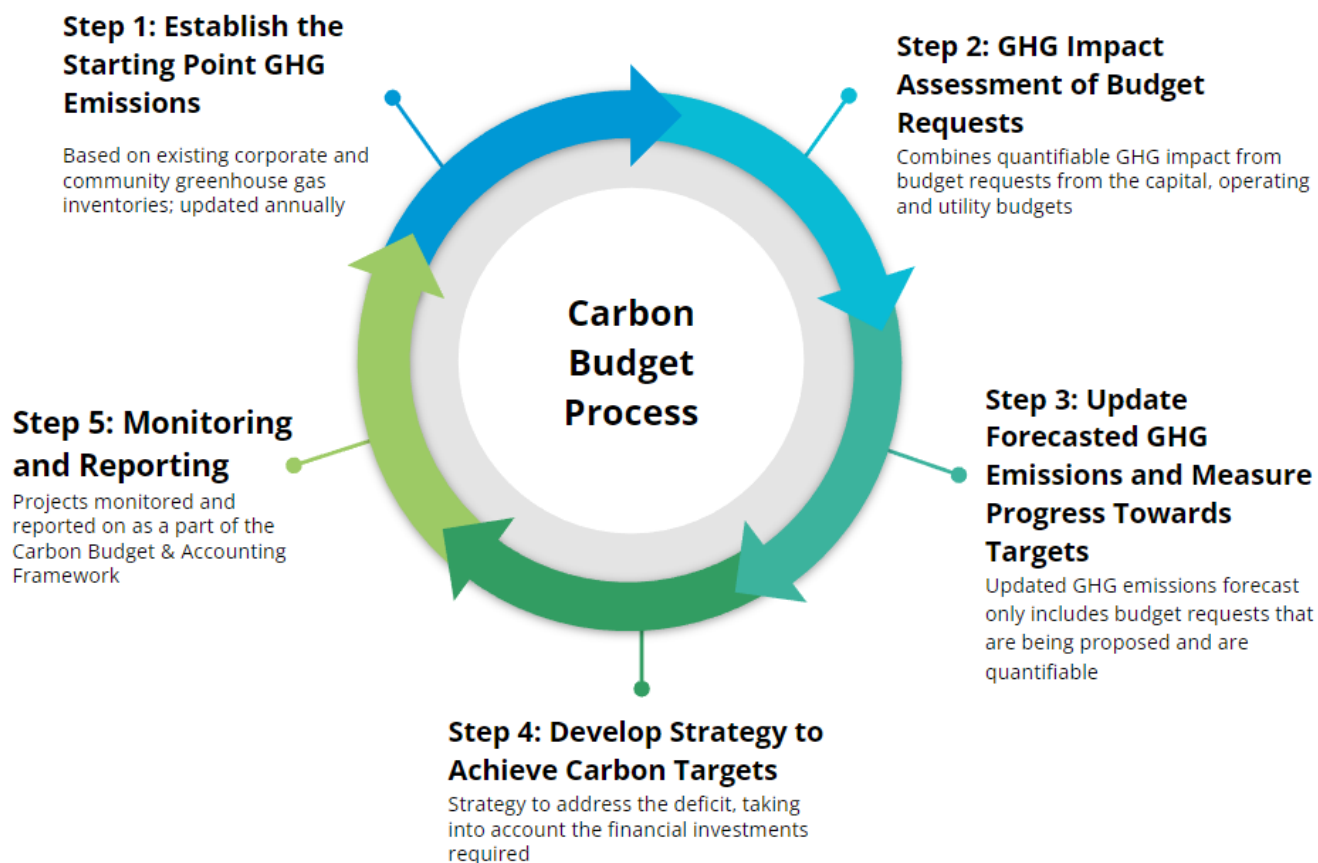 Step 1: Establish the
Starting Point GHG
Emissions
Based on existing corporate and
community greenhouse gas
inventories; updated annually
Step 2: GHG Impact
Assessment of Budget
Requests
Combines quantifiable GHG impact from
budget requests from the capital, operating
and utility budgets
Carbon
Budget
Process
Step 3: Update
Forecasted GHG
Emissions and Measure
Progress Towards
Targets
Updated GHG emissions forecast
only includes budget requests that
are being proposed and are
quantifiable
Step 4: Develop Strategy to
Achieve Carbon Targets
Strategy to address the deficit, taking
into account the financial investments
required
Step 5: Monitoring
and Reporting
Projects monitored and
reported on as a part of the
Carbon Budget & Accounting
Framework